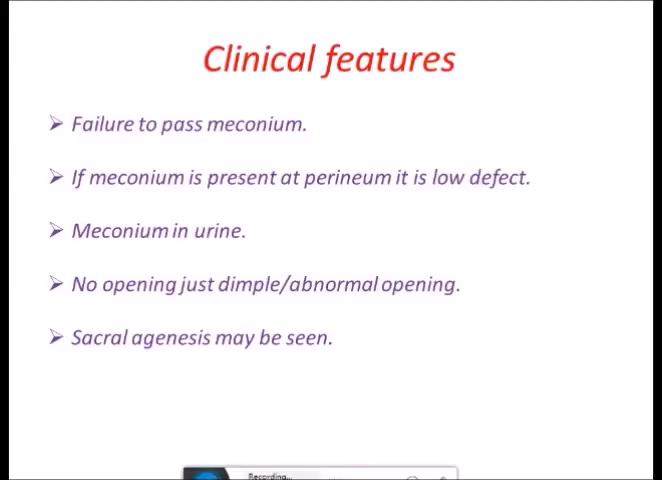 Clinical features
Failure to pass meconium.
If meconium is present at perineum it is low defect.
Meconium in urine.
No opening just dimple/abnormal opening.
Sacral agenesis may be seen.
Recording...